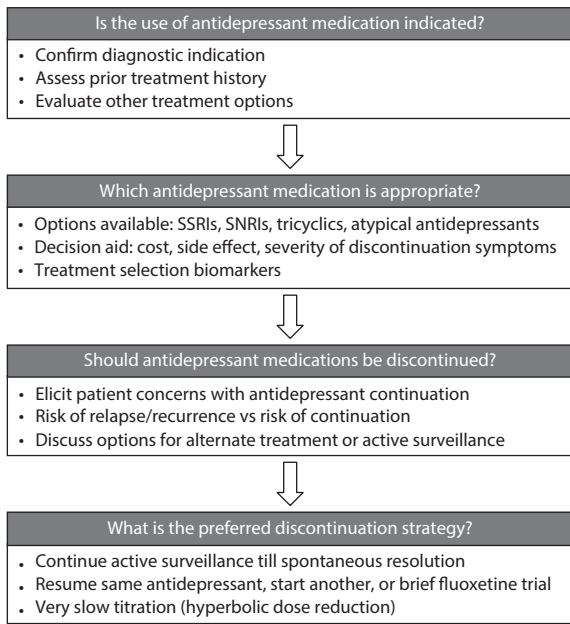 Is the use of antidepressant medication indicated?
• Confirm diagnostic indication
• Assess prior treatment history
• Evaluate other treatment options
Which antidepressant medication is appropriate?
• Options available: SSRIs, SNRIs, tricyclics, atypical antidepressants
• Decision aid: cost, side effect, severity of discontinuation symptoms
• Treatment selection biomarkers
Should antidepressant medications be discontinued?
• Elicit patient concerns with antidepressant continuation
• Risk of relapse/recurrence vs risk of continuation
• Discuss options for alternate treatment or active surveillance
What is the preferred discontinuation strategy?
• Continue active surveillance till spontaneous resolution
• Resume same antidepressant, start another, or brief fluoxetine trial
• Very slow titration (hyperbolic dose reduction)